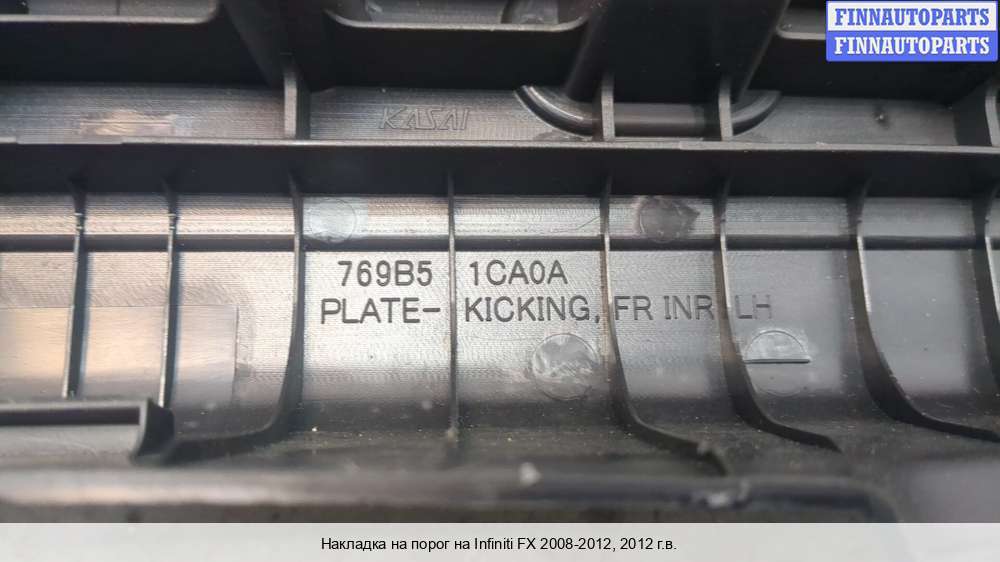 FINNAUTOPARTS
FINNAUTOPARTS
KASAI
769B5 1CA0A
PLATE- KICKING, FR INR LH
Накладка на порог на Infiniti FX 2008-2012, 2012 г.в.